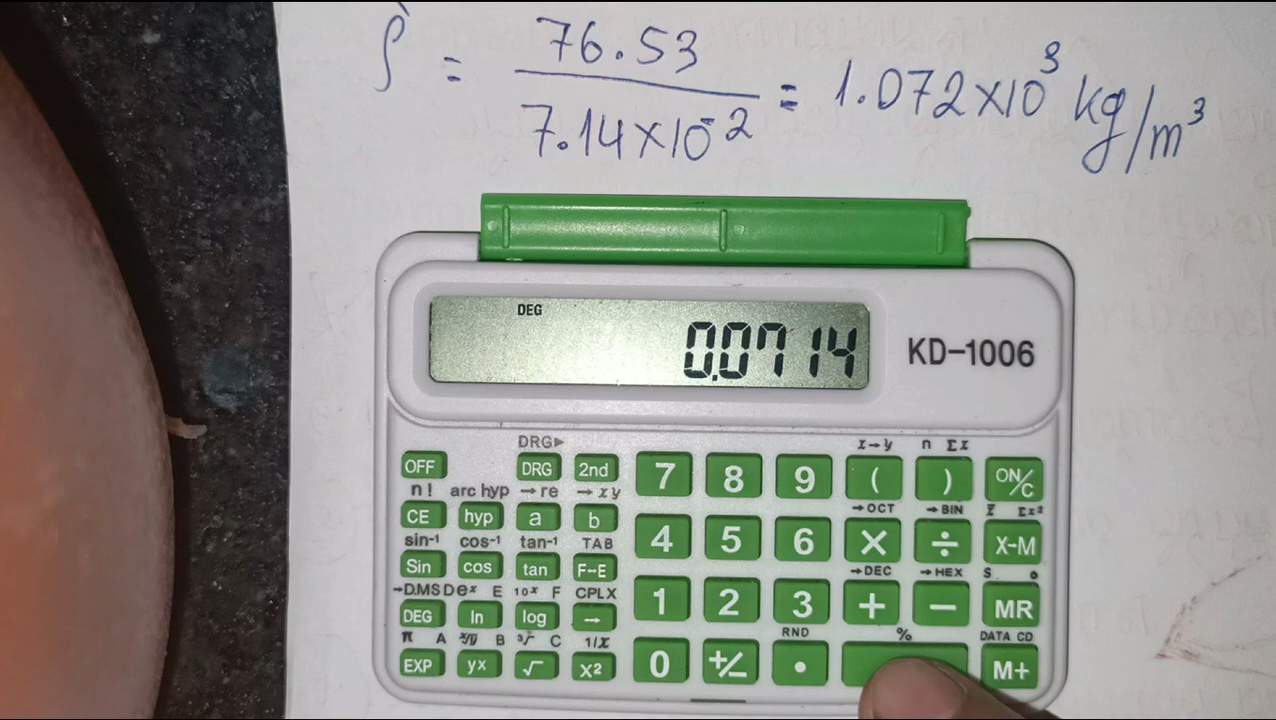 ρ = 76.53 / 7.14×10⁻² = 1.072×10³ kg/m³
DEG
0.0714
KD-1006
DRG▶ x→y n Σx
OFF DRG 2nd 7 8 9 ( ) ON/C
n! arc hyp →re →xy →OCT →BIN x̄ Σx²
CE hyp a b 4 5 6 × ÷ X-M
sin⁻¹ cos⁻¹ tan⁻¹ TAB →DEC →HEX S σ
Sin cos tan F↔E 1 2 3 + − MR
→D.MS D eˣ E 10ˣ F CPLX RND % DATA CD
DEG ln log → 0 +/− • M+
π A ˣ√y B ³√ C 1/x
EXP yx √ X²